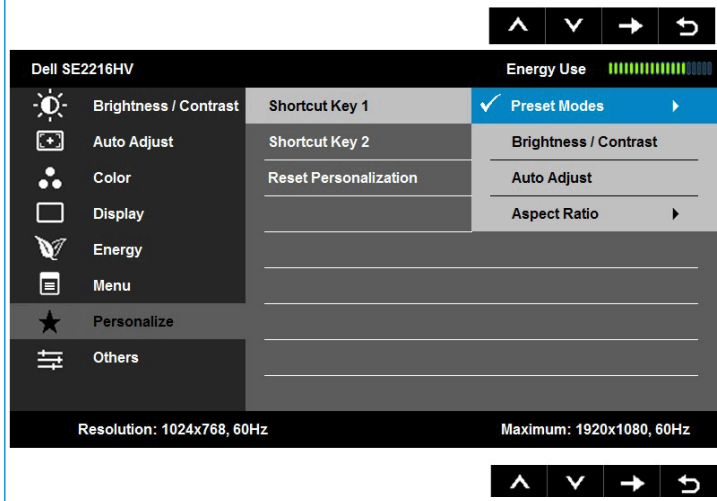 Dell SE2216HV Energy Use
Brightness / Contrast Shortcut Key 1 Preset Modes
Auto Adjust Shortcut Key 2 Brightness / Contrast
Color Reset Personalization Auto Adjust
Display Aspect Ratio
Energy
Menu
Personalize
Others
Resolution: 1024x768, 60Hz Maximum: 1920x1080, 60Hz